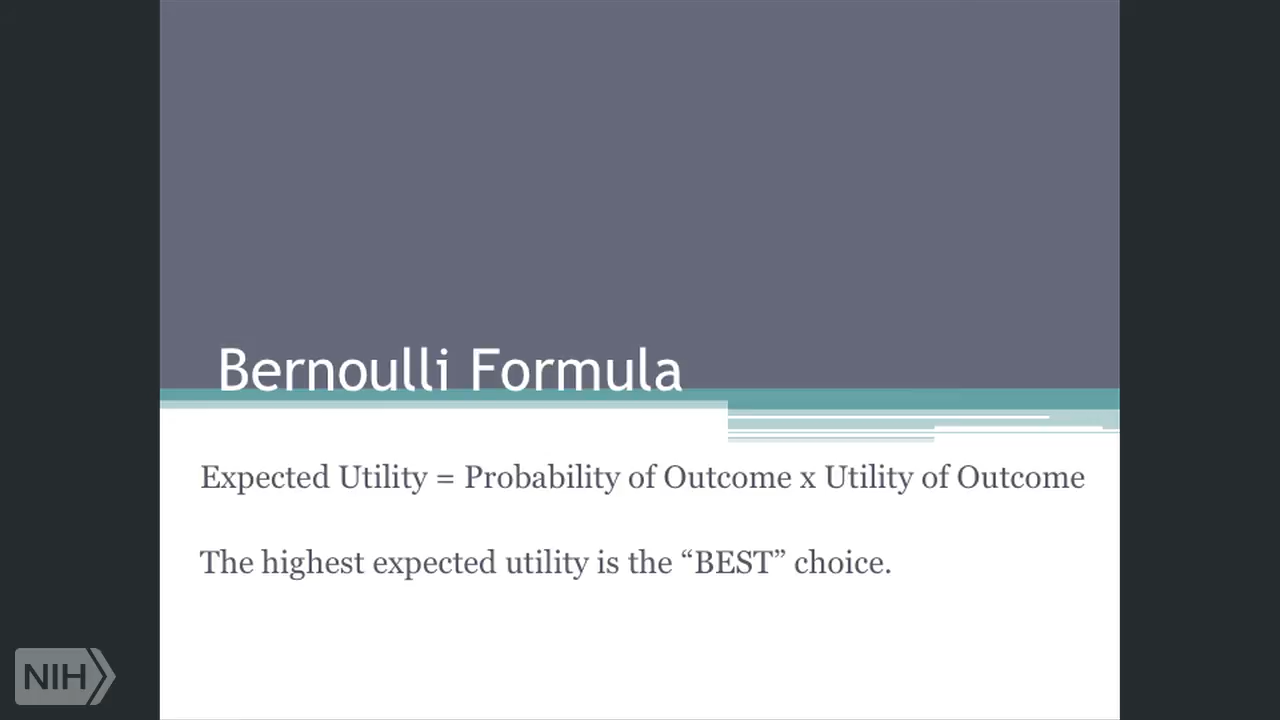 Bernoulli Formula
Expected Utility = Probability of Outcome x Utility of Outcome
The highest expected utility is the “BEST” choice.
NIH